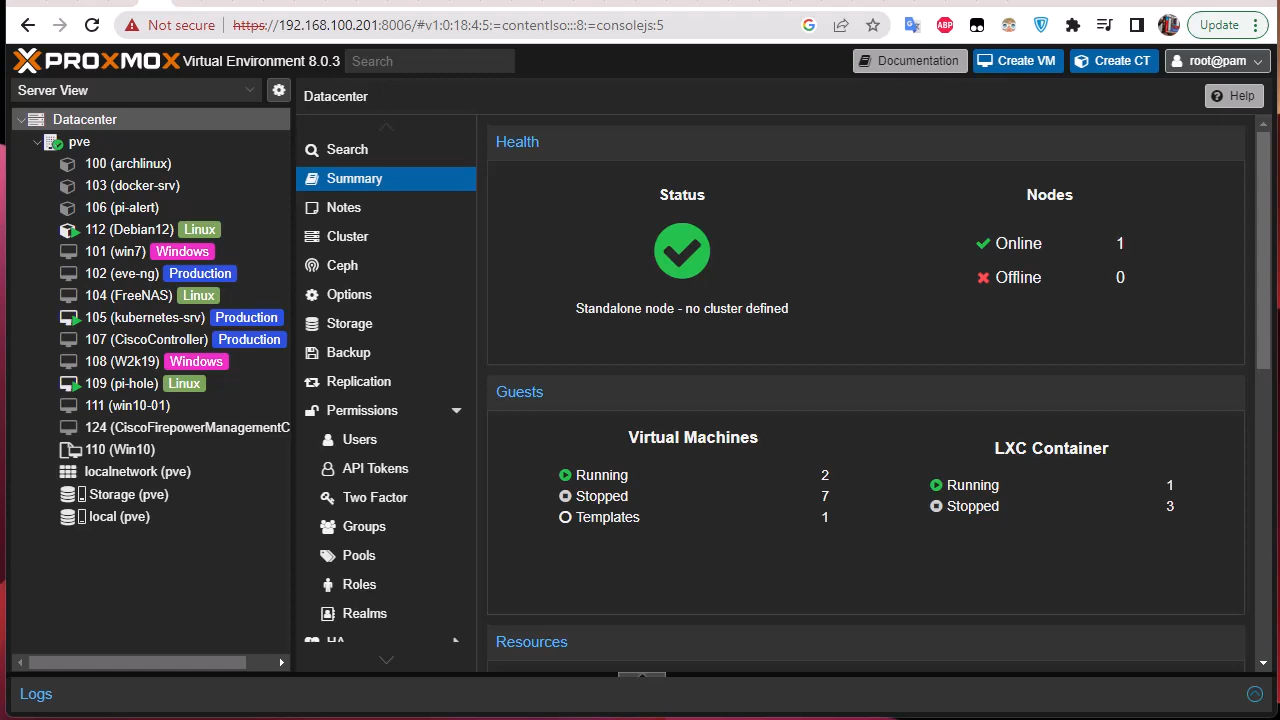 Not secure https://192.168.100.201:8006/#v1:0:18:4:5:=contentIso::8:=consolejs:5 Update
PROXMOX Virtual Environment 8.0.3 Search Documentation Create VM Create CT root@pam
Server View
Datacenter
pve
100 (archlinux)
103 (docker-srv)
106 (pi-alert)
112 (Debian12) Linux
101 (win7) Windows
102 (eve-ng) Production
104 (FreeNAS) Linux
105 (kubernetes-srv) Production
107 (CiscoController) Production
108 (W2k19) Windows
109 (pi-hole) Linux
111 (win10-01)
124 (CiscoFirepowerManagementC
110 (Win10)
localnetwork (pve)
Storage (pve)
local (pve)
Datacenter Help
Search
Summary
Notes
Cluster
Ceph
Options
Storage
Backup
Replication
Permissions
Users
API Tokens
Two Factor
Groups
Pools
Roles
Realms
HA
Health
Status
Standalone node - no cluster defined
Nodes
Online 1
Offline 0
Guests
Virtual Machines
Running 2
Stopped 7
Templates 1
LXC Container
Running 1
Stopped 3
Resources
Logs